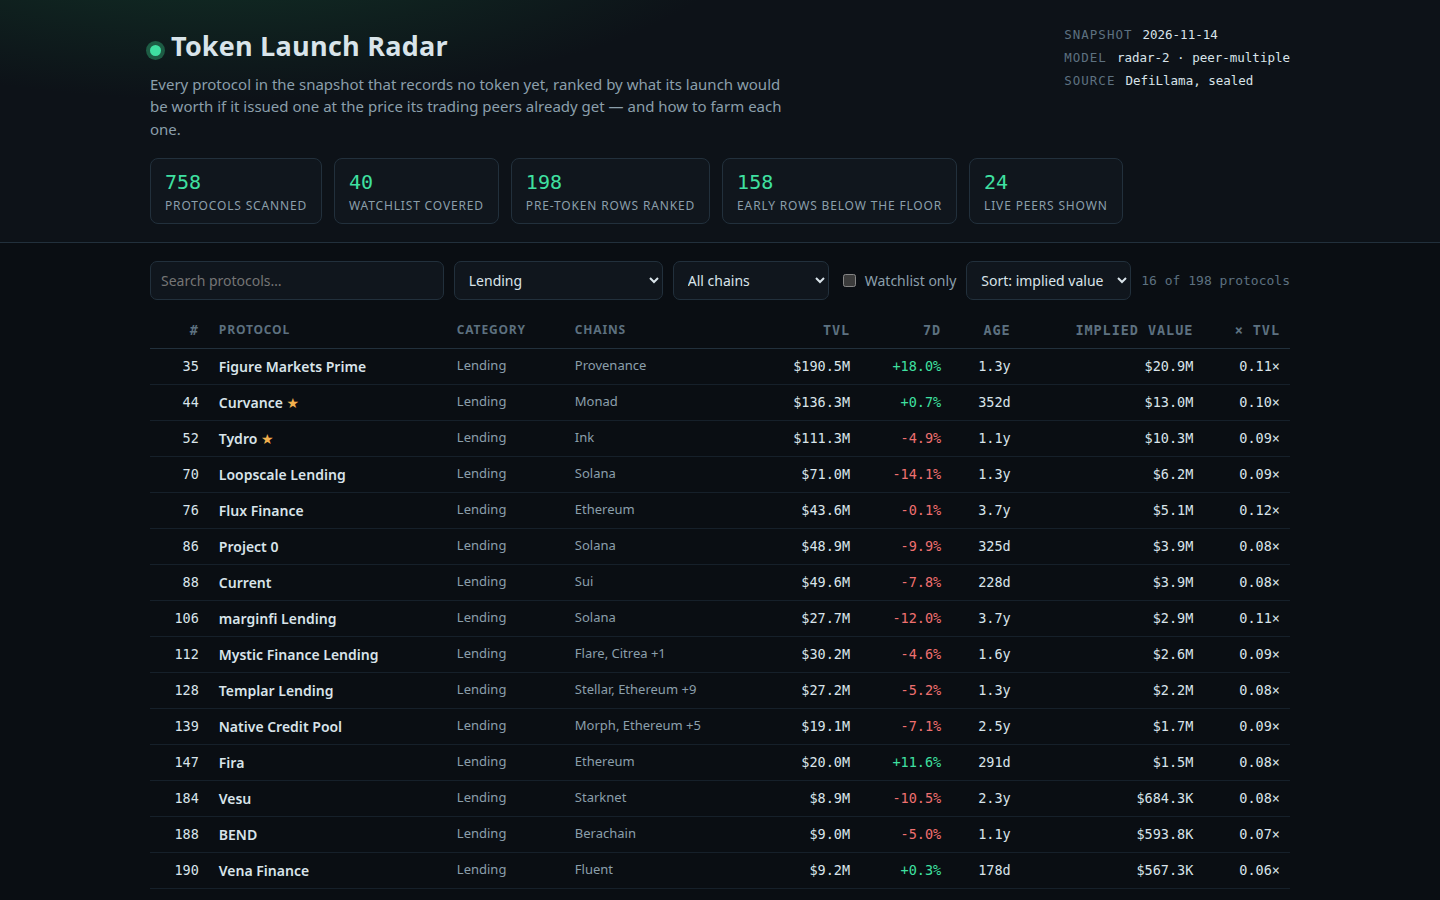 Token Launch Radar
Every protocol in the snapshot that records no token yet, ranked by what its launch would
be worth if it issued one at the price its trading peers already get — and how to farm each
one.
SNAPSHOT 2026-11-14
MODEL radar-2 · peer-multiple
SOURCE DefiLlama, sealed
758
PROTOCOLS SCANNED
40
WATCHLIST COVERED
198
PRE-TOKEN ROWS RANKED
158
EARLY ROWS BELOW THE FLOOR
24
LIVE PEERS SHOWN
Search protocols... Lending All chains Watchlist only Sort: implied value 16 of 198 protocols
# PROTOCOL CATEGORY CHAINS TVL 7D AGE IMPLIED VALUE × TVL
35 Figure Markets Prime Lending Provenance $190.5M +18.0% 1.3y $20.9M 0.11×
44 Curvance ★ Lending Monad $136.3M +0.7% 352d $13.0M 0.10×
52 Tydro ★ Lending Ink $111.3M -4.9% 1.1y $10.3M 0.09×
70 Loopscale Lending Lending Solana $71.0M -14.1% 1.3y $6.2M 0.09×
76 Flux Finance Lending Ethereum $43.6M -0.1% 3.7y $5.1M 0.12×
86 Project 0 Lending Solana $48.9M -9.9% 325d $3.9M 0.08×
88 Current Lending Sui $49.6M -7.8% 228d $3.9M 0.08×
106 marginfi Lending Lending Solana $27.7M -12.0% 3.7y $2.9M 0.11×
112 Mystic Finance Lending Lending Flare, Citrea +1 $30.2M -4.6% 1.6y $2.6M 0.09×
128 Templar Lending Lending Stellar, Ethereum +9 $27.2M -5.2% 1.3y $2.2M 0.08×
139 Native Credit Pool Lending Morph, Ethereum +5 $19.1M -7.1% 2.5y $1.7M 0.09×
147 Fira Lending Ethereum $20.0M +11.6% 291d $1.5M 0.08×
184 Vesu Lending Starknet $8.9M -10.5% 2.3y $684.3K 0.08×
188 BEND Lending Berachain $9.0M -5.0% 1.1y $593.8K 0.07×
190 Vena Finance Lending Fluent $9.2M +0.3% 178d $567.3K 0.06×